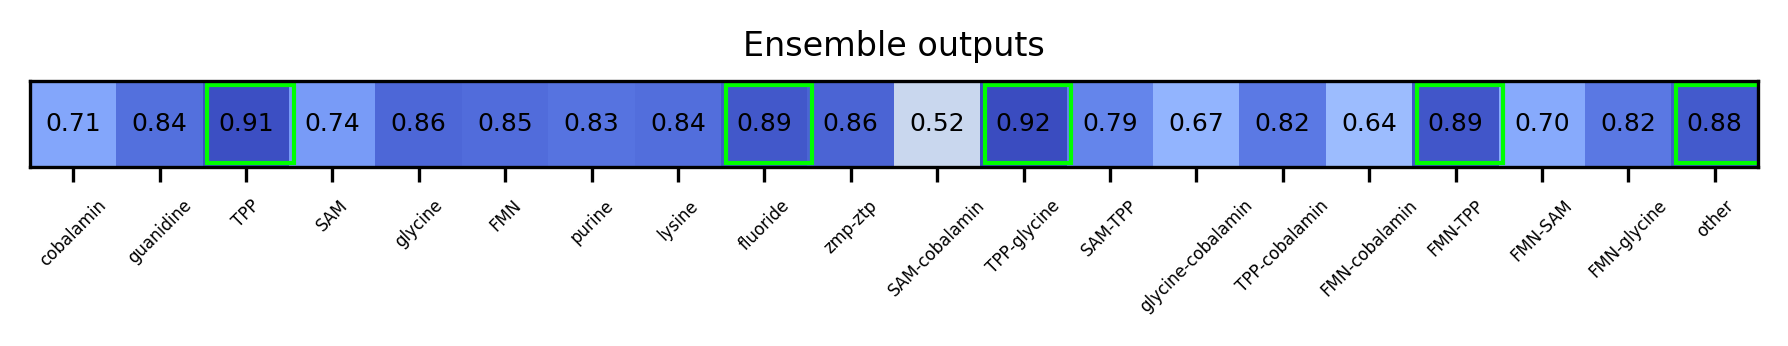 Ensemble outputs
0.71 0.84 0.91 0.74 0.86 0.85 0.83 0.84 0.89 0.86 0.52 0.92 0.79 0.67 0.82 0.64 0.89 0.70 0.82 0.88
cobalamin
guanidine
TPP
SAM
glycine
FMN
purine
lysine
fluoride
zmp-ztp
SAM-cobalamin
TPP-glycine
SAM-TPP
glycine-cobalamin
TPP-cobalamin
FMN-cobalamin
FMN-TPP
FMN-SAM
FMN-glycine
other